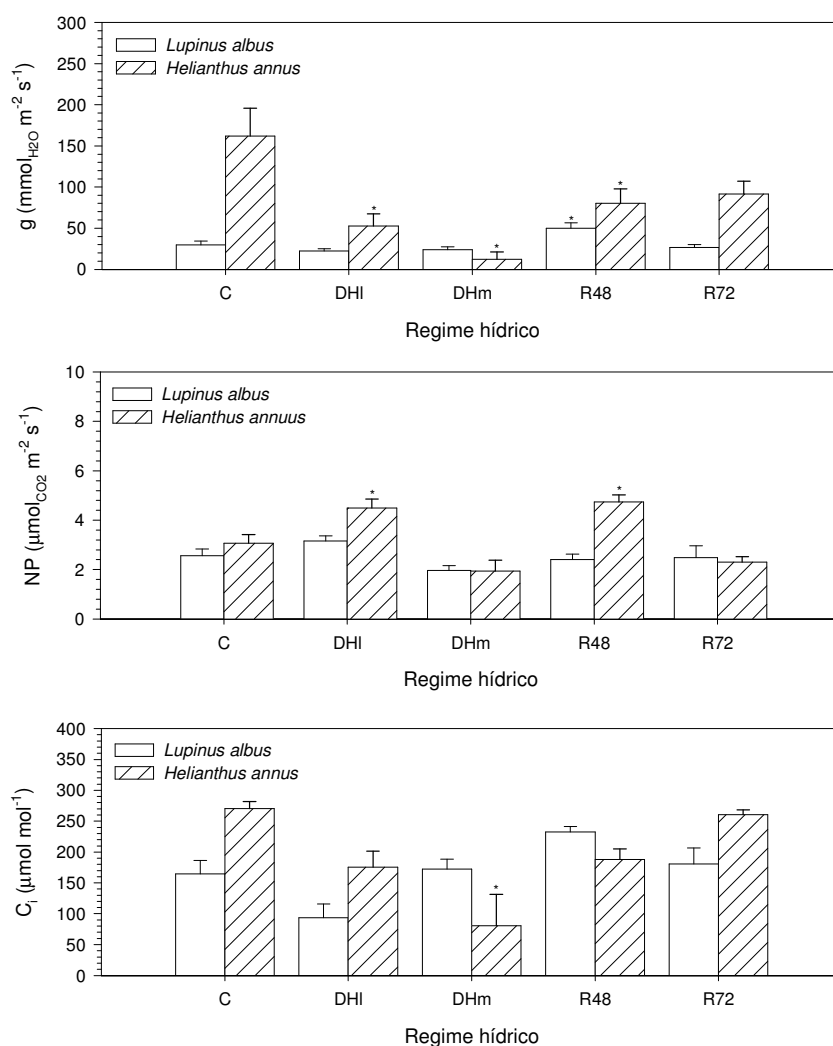 300
250
200
150
100
50
0
g (mmol_H2O m⁻² s⁻¹)
Lupinus albus
Helianthus annus
*
*
*
*
C DHl DHm R48 R72
Regime hídrico
10
8
6
4
2
0
NP (µmol_CO2 m⁻² s⁻¹)
Lupinus albus
Helianthus annuus
*
*
C DHl DHm R48 R72
Regime hídrico
400
350
300
250
200
150
100
50
0
C_i (µmol mol⁻¹)
Lupinus albus
Helianthus annus
*
C DHl DHm R48 R72
Regime hídrico